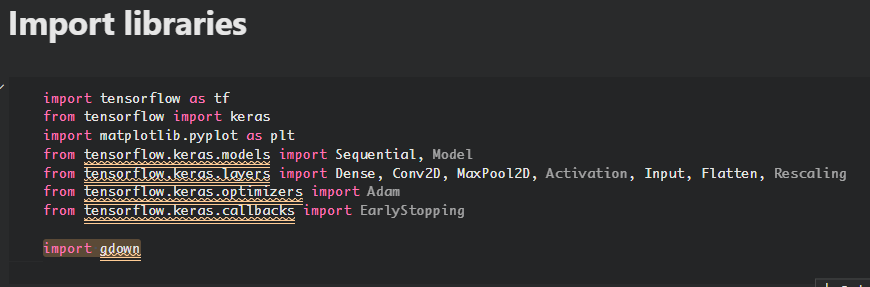 Import libraries
import tensorflow as tf
from tensorflow import keras
import matplotlib.pyplot as plt
from tensorflow.keras.models import Sequential, Model
from tensorflow.keras.layers import Dense, Conv2D, MaxPool2D, Activation, Input, Flatten, Rescaling
from tensorflow.keras.optimizers import Adam
from tensorflow.keras.callbacks import EarlyStopping
import gdown